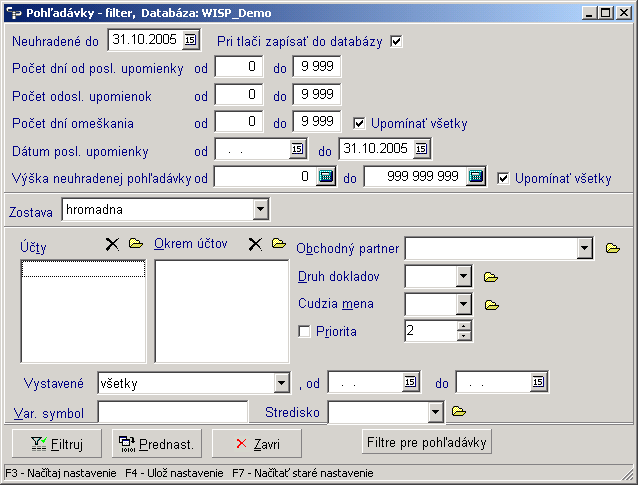 Pohľadávky - filter, Databáza: WISP_Demo
Neuhradené do 31.10.2005 15 Pri tlači zapísať do databázy
Počet dní od posl. upomienky od 0 do 9 999
Počet odosl. upomienok od 0 do 9 999
Počet dní omeškania od 0 do 9 999 Upomínať všetky
Dátum posl. upomienky od . . 15 do 31.10.2005 15
Výška neuhradenej pohľadávky od 0 do 999 999 999 Upomínať všetky
Zostava hromadna
Účty Okrem účtov Obchodný partner
Druh dokladov
Cudzia mena
Priorita 2
Vystavené všetky , od . . 15 do . . 15
Var. symbol Stredisko
Filtruj Prednast. Zavri Filtre pre pohľadávky
F3 - Načítaj nastavenie F4 - Ulož nastavenie F7 - Načítať staré nastavenie